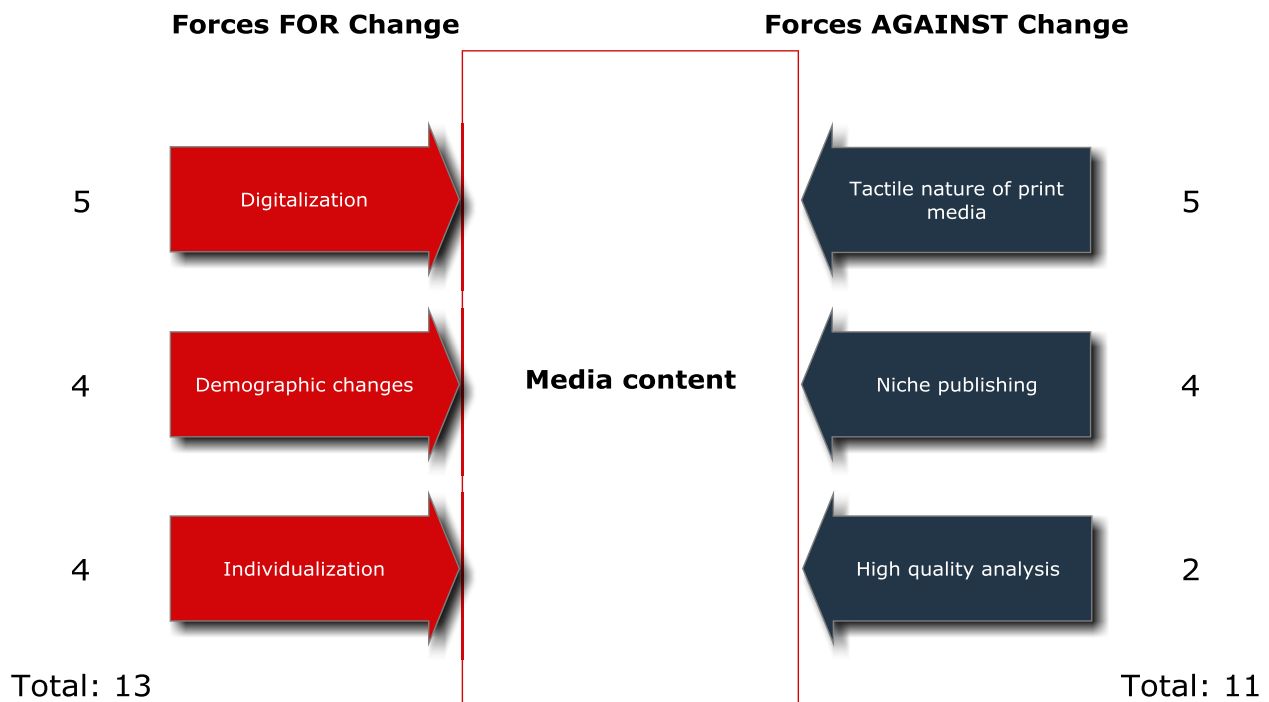 Forces FOR Change
Forces AGAINST Change
5
Digitalization
Tactile nature of print
media
5
4
Demographic changes
Media content
Niche publishing
4
4
Individualization
High quality analysis
2
Total: 13
Total: 11